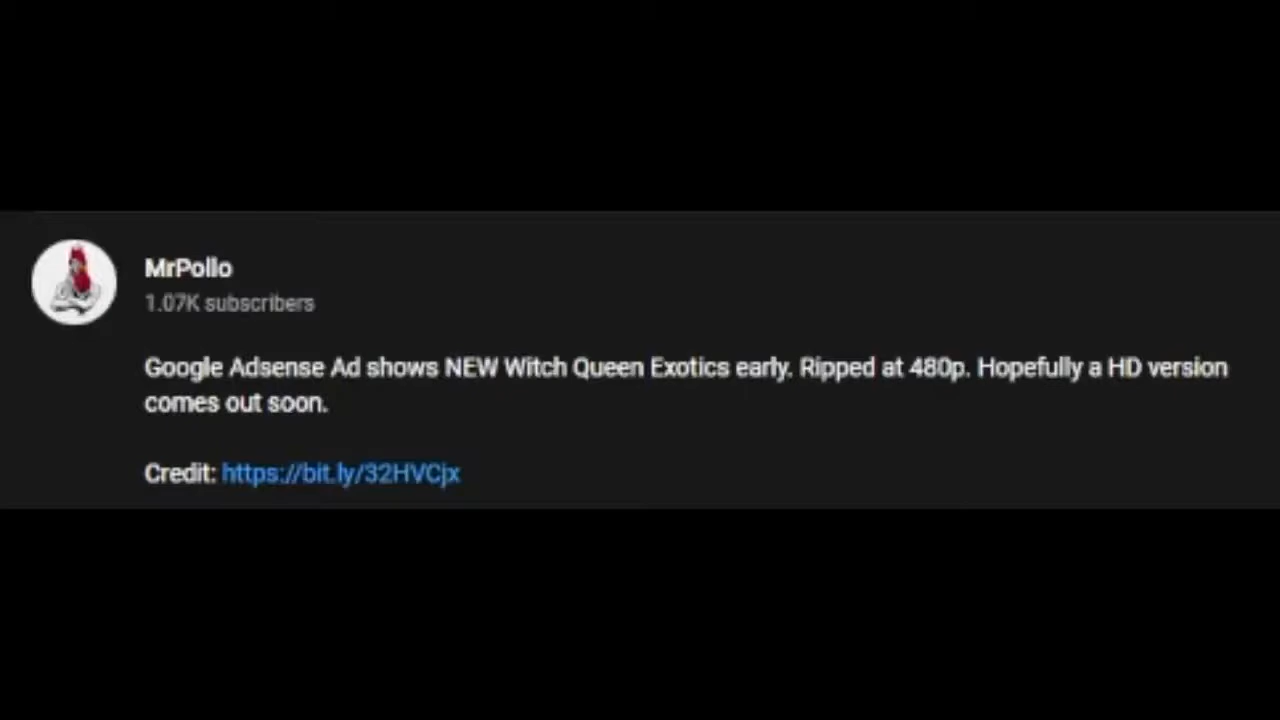 MrPollo
1.07K subscribers
Google Adsense Ad shows NEW Witch Queen Exotics early. Ripped at 480p. Hopefully a HD version
comes out soon.
Credit: https://bit.ly/32HVCjx